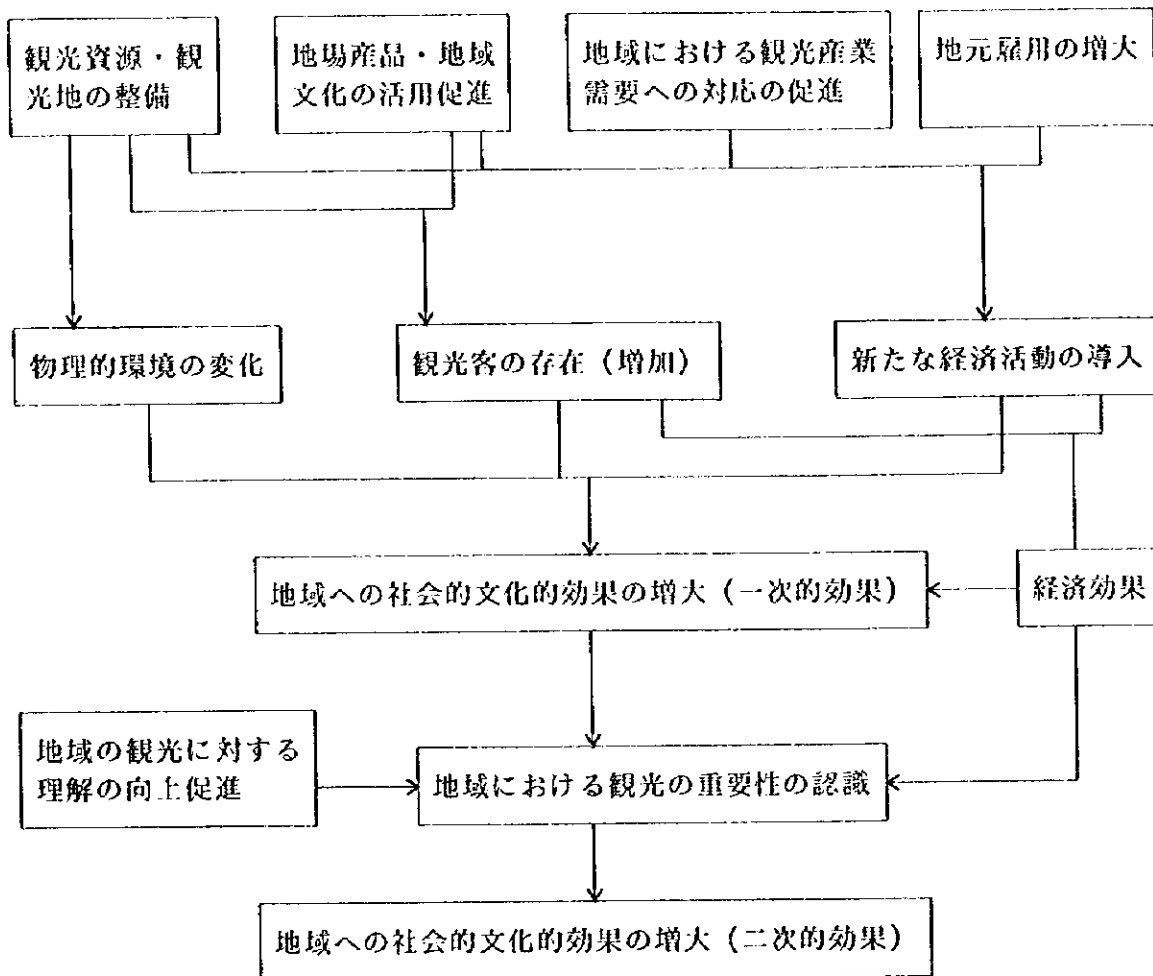 観光資源・観
光地の整備
地場産品・地域
文化の活用促進
地域における観光産業
需要への対応の促進
地元雇用の増大
物理的環境の変化
観光客の存在（増加）
新たな経済活動の導入
地域への社会的文化的効果の増大（一次的効果）
経済効果
地域の観光に対する
理解の向上促進
地域における観光の重要性の認識
地域への社会的文化的効果の増大（二次的効果）